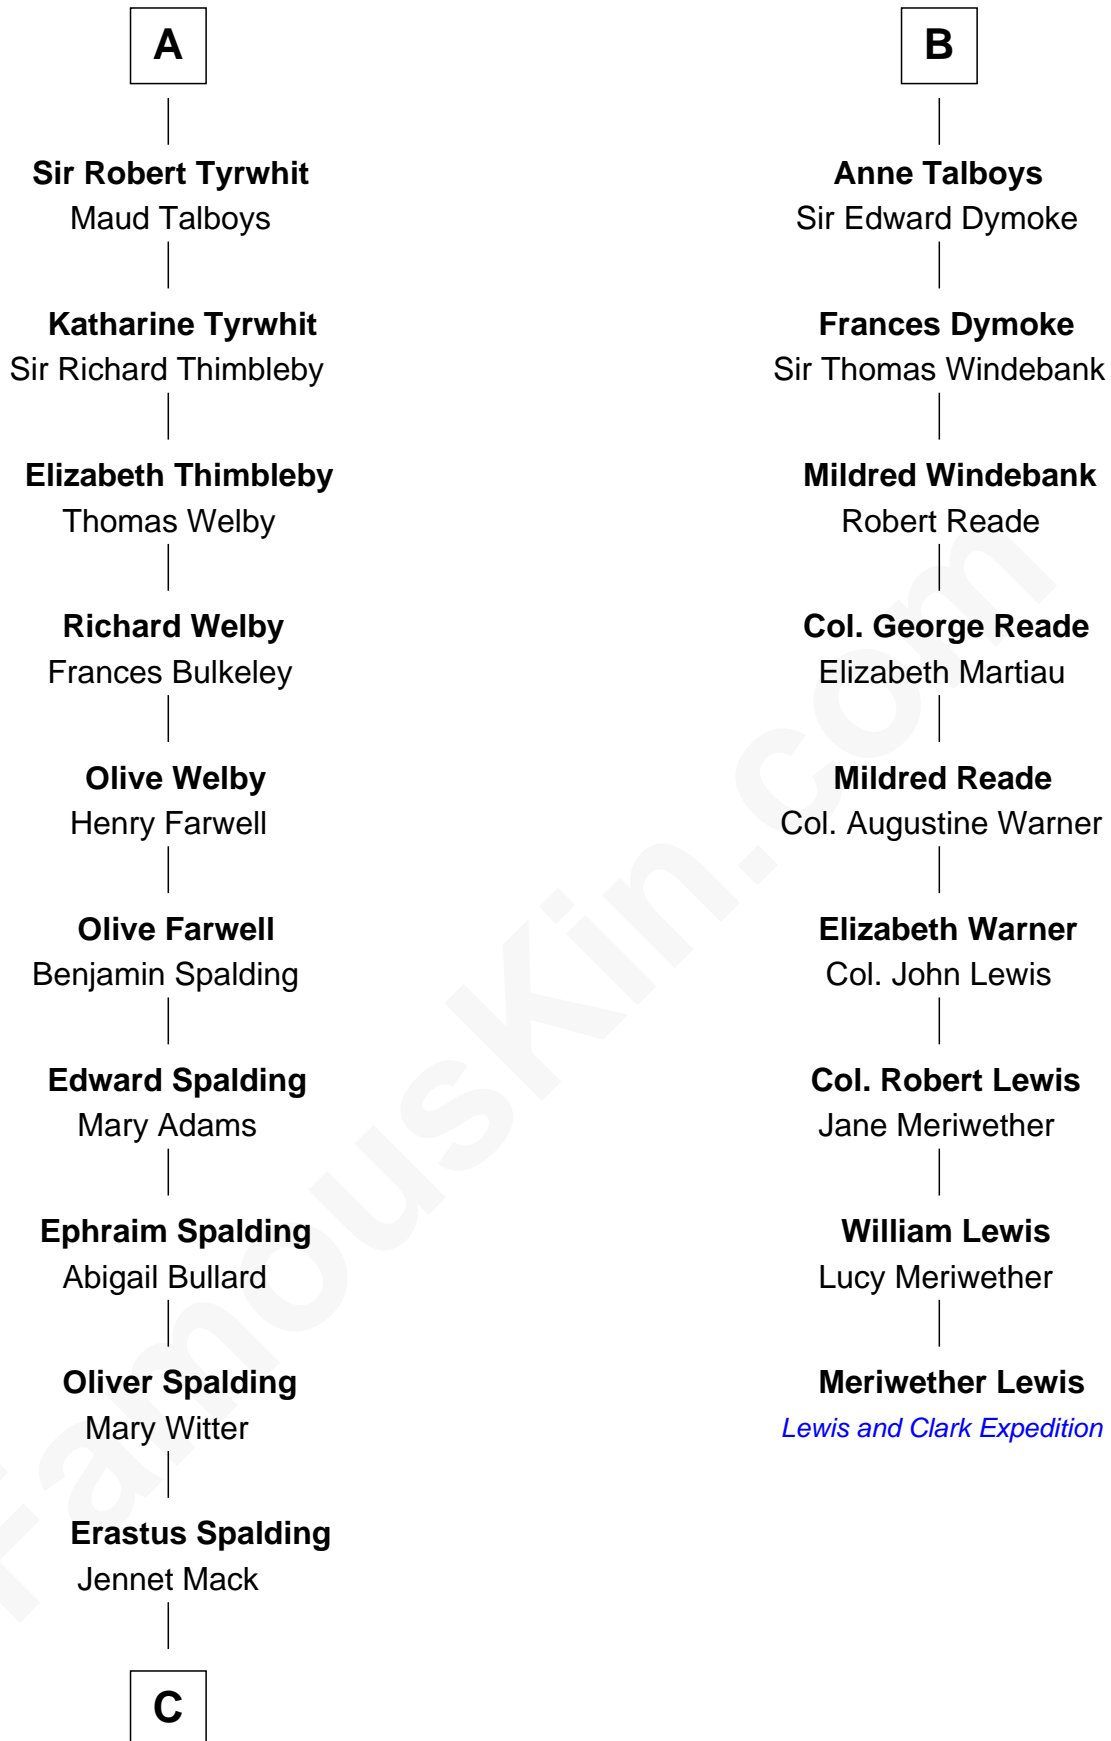 A
Sir Robert Tyrwhit
Maud Talboys
Katharine Tyrwhit
Sir Richard Thimbleby
Elizabeth Thimbleby
Thomas Welby
Richard Welby
Frances Bulkeley
Olive Welby
Henry Farwell
Olive Farwell
Benjamin Spalding
Edward Spalding
Mary Adams
Ephraim Spalding
Abigail Bullard
Oliver Spalding
Mary Witter
Erastus Spalding
Jennet Mack
C
B
Anne Talboys
Sir Edward Dymoke
Frances Dymoke
Sir Thomas Windebank
Mildred Windebank
Robert Reade
Col. George Reade
Elizabeth Martiau
Mildred Reade
Col. Augustine Warner
Elizabeth Warner
Col. John Lewis
Col. Robert Lewis
Jane Meriwether
William Lewis
Lucy Meriwether
Meriwether Lewis
Lewis and Clark Expedition
FamousKin.com